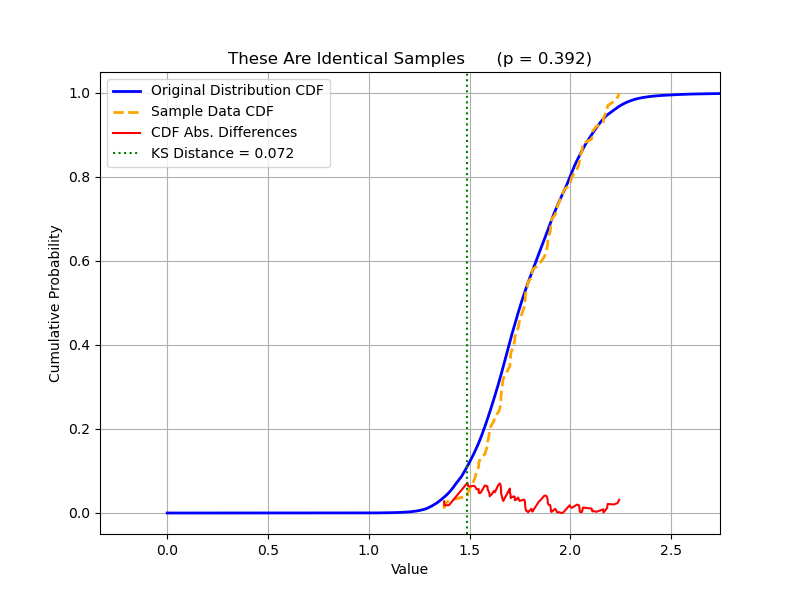 These Are Identical Samples (p = 0.392)
Original Distribution CDF
Sample Data CDF
CDF Abs. Differences
KS Distance = 0.072
Cumulative Probability
1.0
0.8
0.6
0.4
0.2
0.0
0.0 0.5 1.0 1.5 2.0 2.5
Value